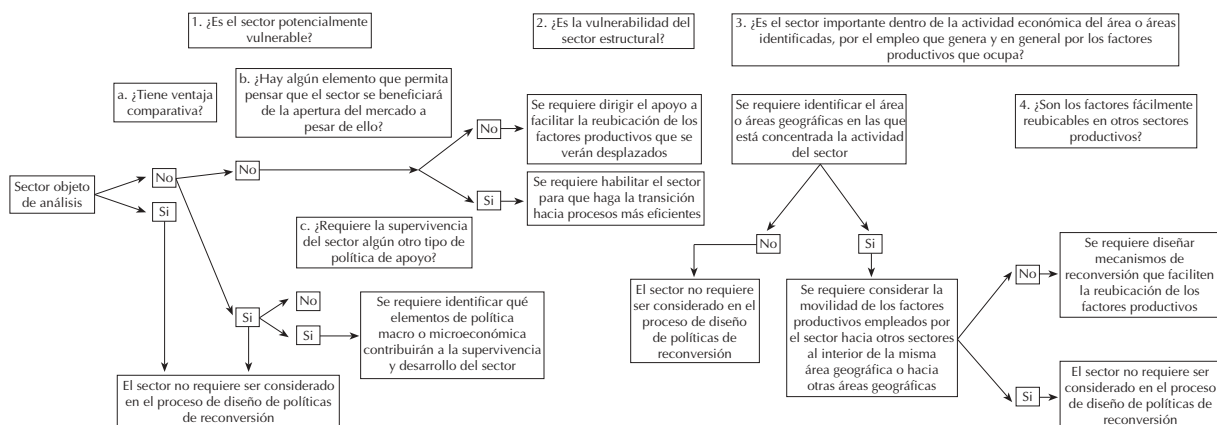 1. ¿Es el sector potencialmente
vulnerable?
2. ¿Es la vulnerabilidad del
sector estructural?
3. ¿Es el sector importante dentro de la actividad económica del área o áreas
identificadas, por el empleo que genera y en general por los factores
productivos que ocupa?
a. ¿Tiene ventaja
comparativa?
b. ¿Hay algún elemento que permita
pensar que el sector se beneficiará
de la apertura del mercado a
pesar de ello?
No
Se requiere dirigir el apoyo a
facilitar la reubicación de los
factores productivos que se
verán desplazados
Se requiere identificar el área
o áreas geográficas en las que
está concentrada la actividad
del sector
4. ¿Son los factores fácilmente
reubicables en otros sectores
productivos?
Sector objeto
de análisis
No
Si
No
Si
Se requiere habilitar el sector
para que haga la transición
hacia procesos más eficientes
c. ¿Requiere la supervivencia
del sector algún otro tipo de
política de apoyo?
No
Si
Si
No
Si
Se requiere identificar qué
elementos de política
macro o microeconómica
contribuirán a la supervivencia
y desarrollo del sector
El sector no requiere ser considerado
en el proceso de diseño de políticas
de reconversión
El sector no requiere
ser considerado en el
proceso de diseño
de políticas de
reconversión
Se requiere considerar la
movilidad de los factores
productivos empleados por
el sector hacia otros sectores
al interior de la misma
área geográfica o hacia
otras áreas geográficas
No
Se requiere diseñar
mecanismos de
reconversión que faciliten
la reubicación de los
factores productivos
Si
El sector no requiere ser
considerado en el proceso
de diseño de políticas de
reconversión